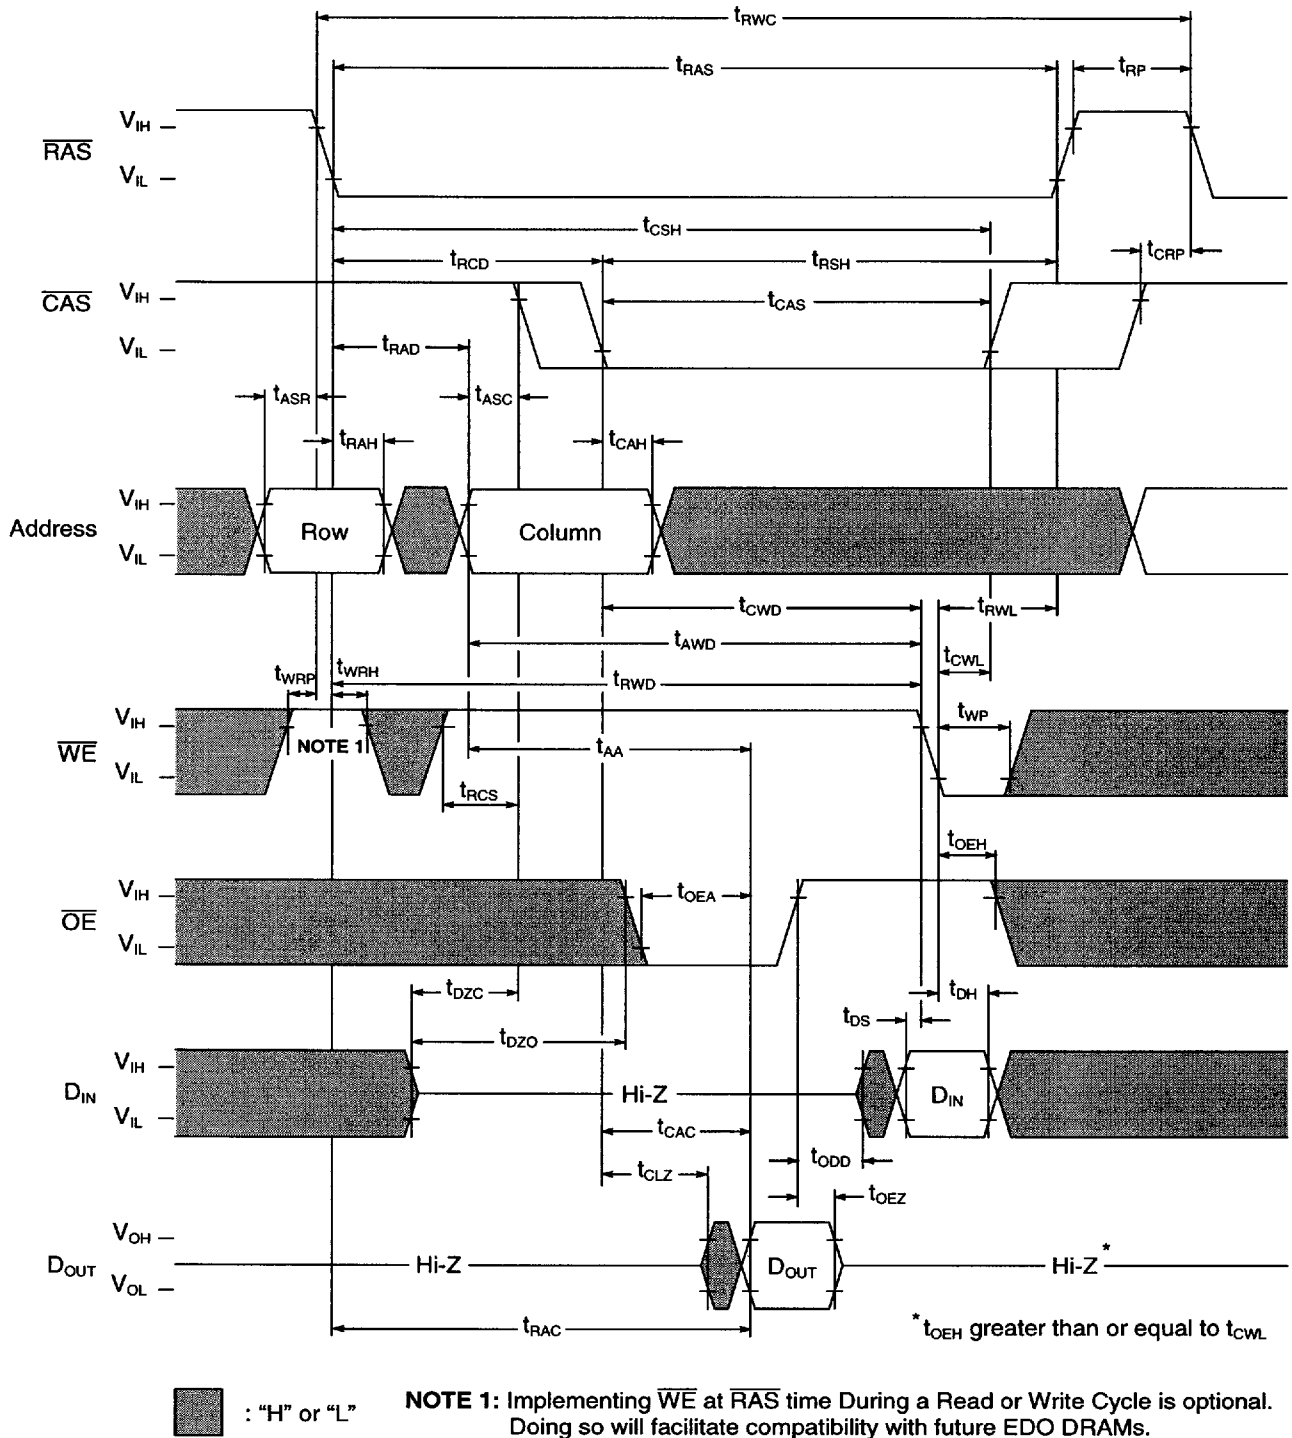 tRWC
tRAS
tRP
VIH
RAS
VIL
tCSH
tRCD
tRSH
tCRP
VIH
CAS
tCAS
VIL
tRAD
tASR
tASC
tRAH
tCAH
VIH
Address
Row
Column
VIL
tCWD
tRWL
tAWD
tCWL
tWRP
tWRH
tRWD
VIH
tWP
WE
NOTE 1
tAA
VIL
tRCS
tOEH
VIH
tOEA
OE
VIL
tDZC
tDH
tDS
tDZO
VIH
DIN
Hi-Z
DIN
VIL
tCAC
tODD
tCLZ
tOEZ
VOH
DOUT
Hi-Z
DOUT
Hi-Z*
VOL
tRAC
*tOEH greater than or equal to tCWL
: "H" or "L"
NOTE 1: Implementing WE at RAS time During a Read or Write Cycle is optional.
Doing so will facilitate compatibility with future EDO DRAMs.